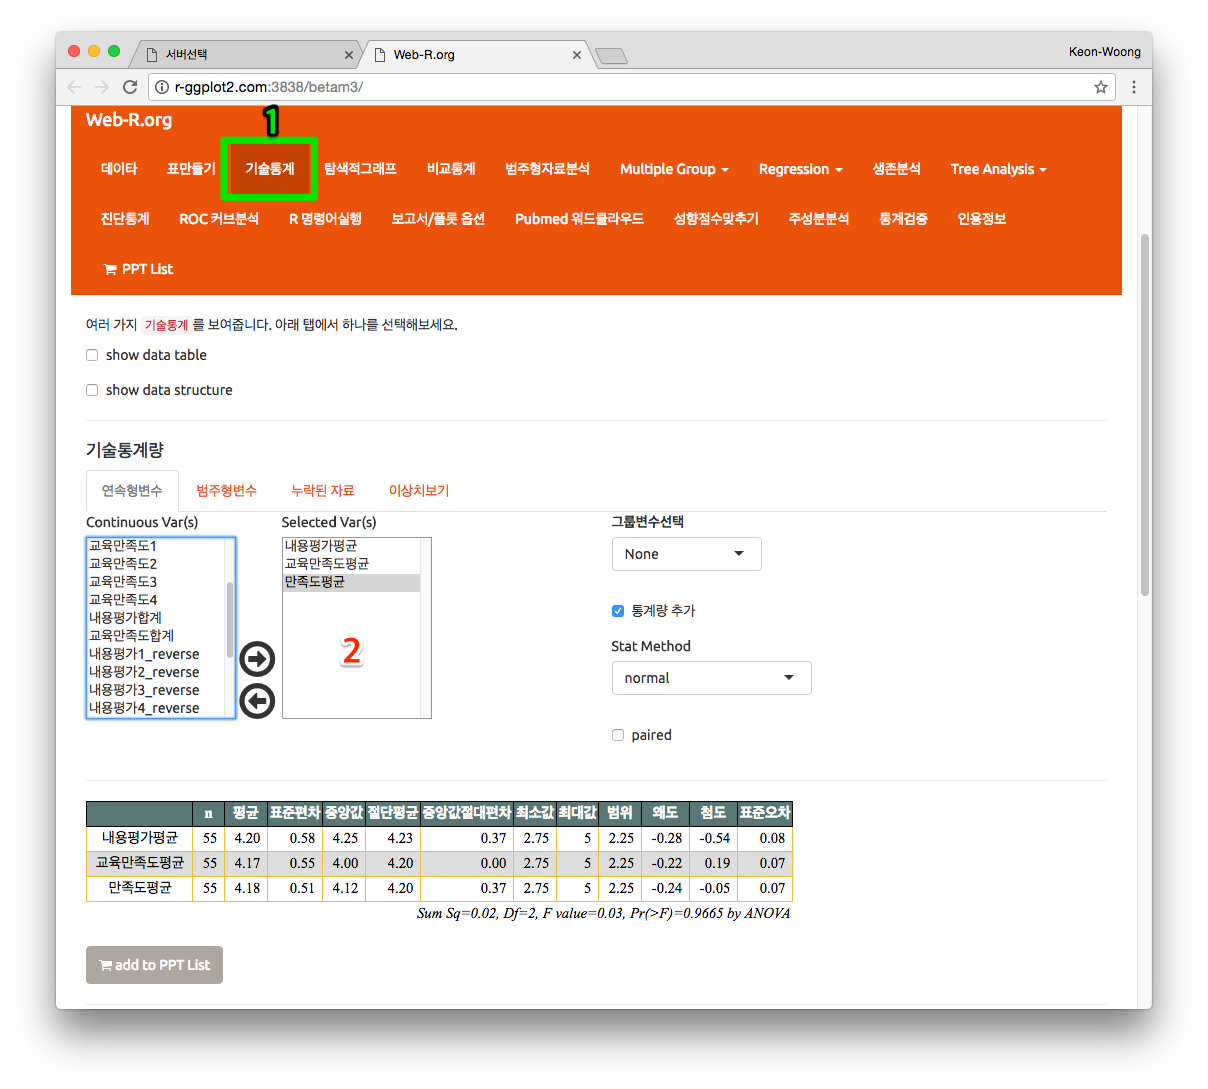 서버선택
Web-R.org
Keon-Woong
r-ggplot2.com:3838/betam3/
Web-R.org
1
데이타 표만들기 기술통계 탐색적그래프 비교통계 범주형자료분석 Multiple Group Regression 생존분석 Tree Analysis
진단통계 ROC 커브분석 R 명령어실행 보고서/플롯 옵션 Pubmed 워드클라우드 성향점수맞추기 주성분분석 통계검증 인용정보
PPT List
여러 가지 기술통계 를 보여줍니다. 아래 탭에서 하나를 선택해보세요.
show data table
show data structure
기술통계량
연속형변수 범주형변수 누락된 자료 이상치보기
Continuous Var(s)
교육만족도1
교육만족도2
교육만족도3
교육만족도4
내용평가합계
교육만족도합계
내용평가1_reverse
내용평가2_reverse
내용평가3_reverse
내용평가4_reverse
Selected Var(s)
내용평가평균
교육만족도평균
만족도평균
2
그룹변수선택
None
통계량 추가
Stat Method
normal
paired
n 평균 표준편차 중앙값 절단평균 중앙값절대편차 최소값 최대값 범위 왜도 첨도 표준오차
내용평가평균 55 4.20 0.58 4.25 4.23 0.37 2.75 5 2.25 -0.28 -0.54 0.08
교육만족도평균 55 4.17 0.55 4.00 4.20 0.00 2.75 5 2.25 -0.22 0.19 0.07
만족도평균 55 4.18 0.51 4.12 4.20 0.37 2.75 5 2.25 -0.24 -0.05 0.07
Sum Sq=0.02, Df=2, F value=0.03, Pr(>F)=0.9665 by ANOVA
add to PPT List